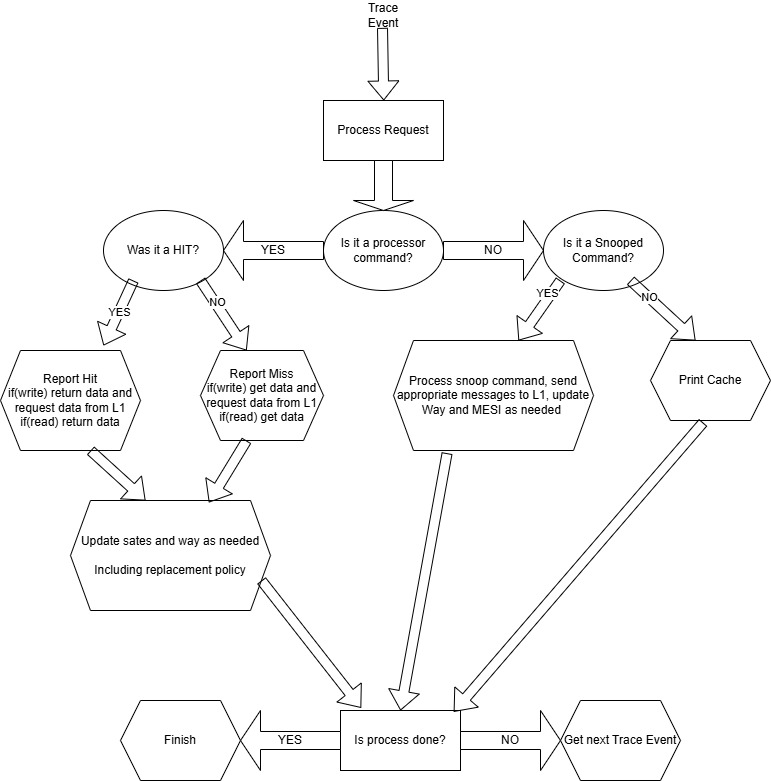 Trace
Event
Process Request
Was it a HIT?
YES
Is it a processor
command?
NO
Is it a Snooped
Command?
YES
NO
YES
NO
Report Hit
if(write) return data and
request data from L1
if(read) return data
Report Miss
if(write) get data and
request data from L1
if(read) get data
Process snoop command, send
appropriate messages to L1, update
Way and MESI as needed
Print Cache
Update sates and way as needed
Including replacement policy
Finish
YES
Is process done?
NO
Get next Trace Event